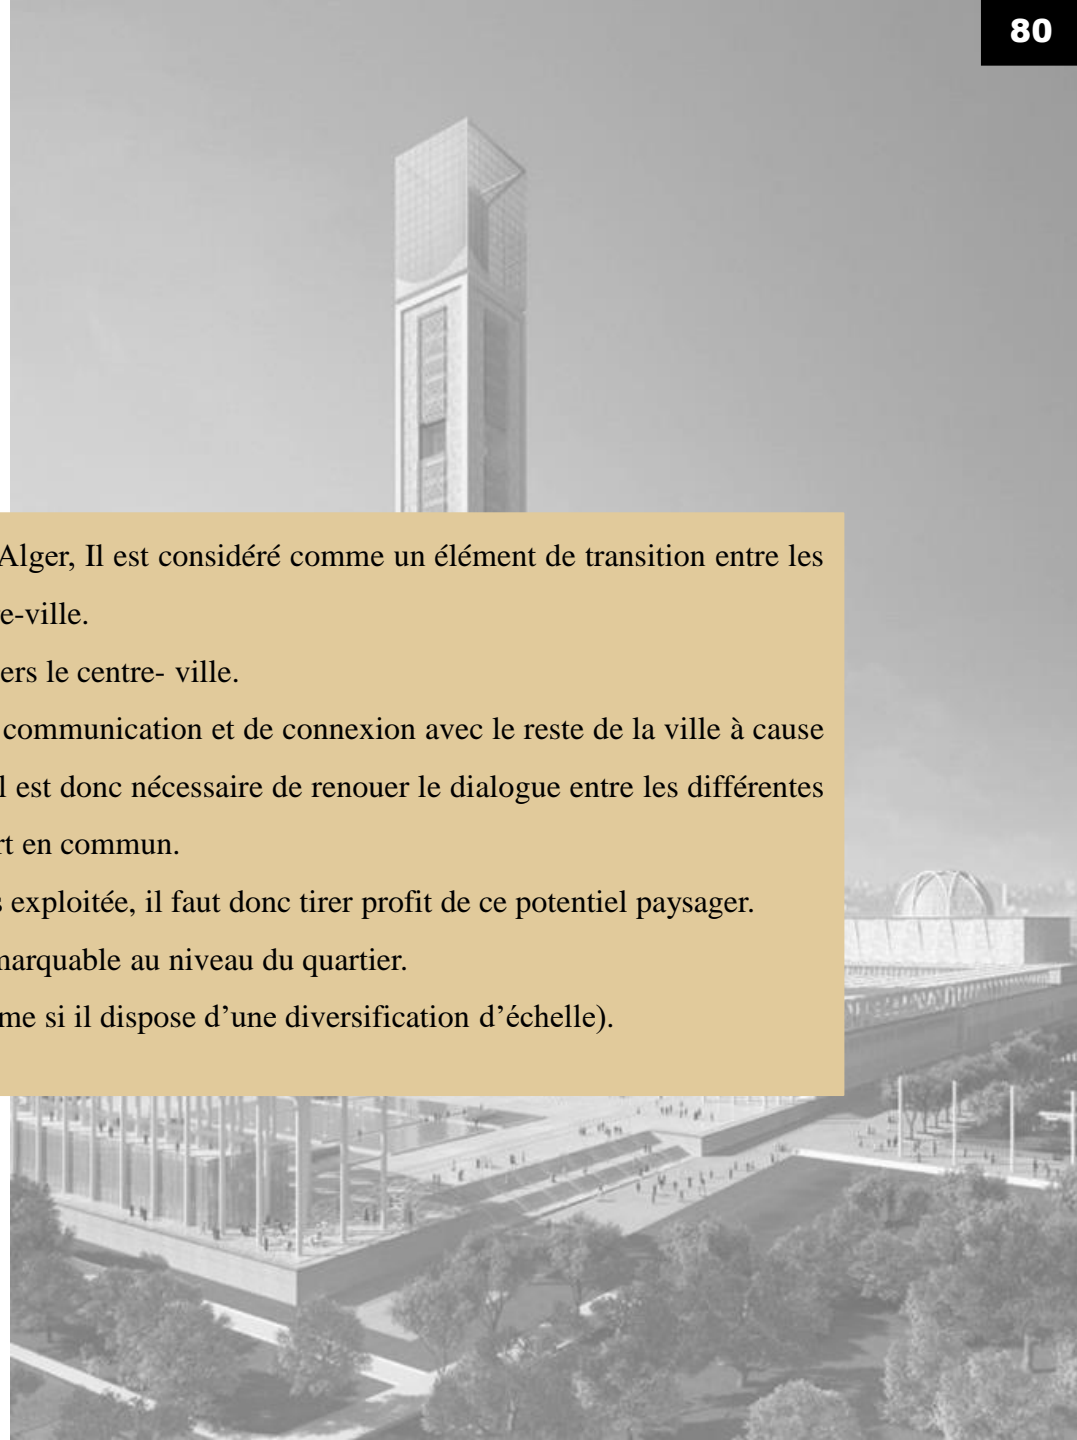 80
Alger, Il est considéré comme un élément de transition entre les
e-ville.
ers le centre- ville.
communication et de connexion avec le reste de la ville à cause
l est donc nécessaire de renouer le dialogue entre les différentes
rt en commun.
s exploitée, il faut donc tirer profit de ce potentiel paysager.
marquable au niveau du quartier.
me si il dispose d’une diversification d’échelle).